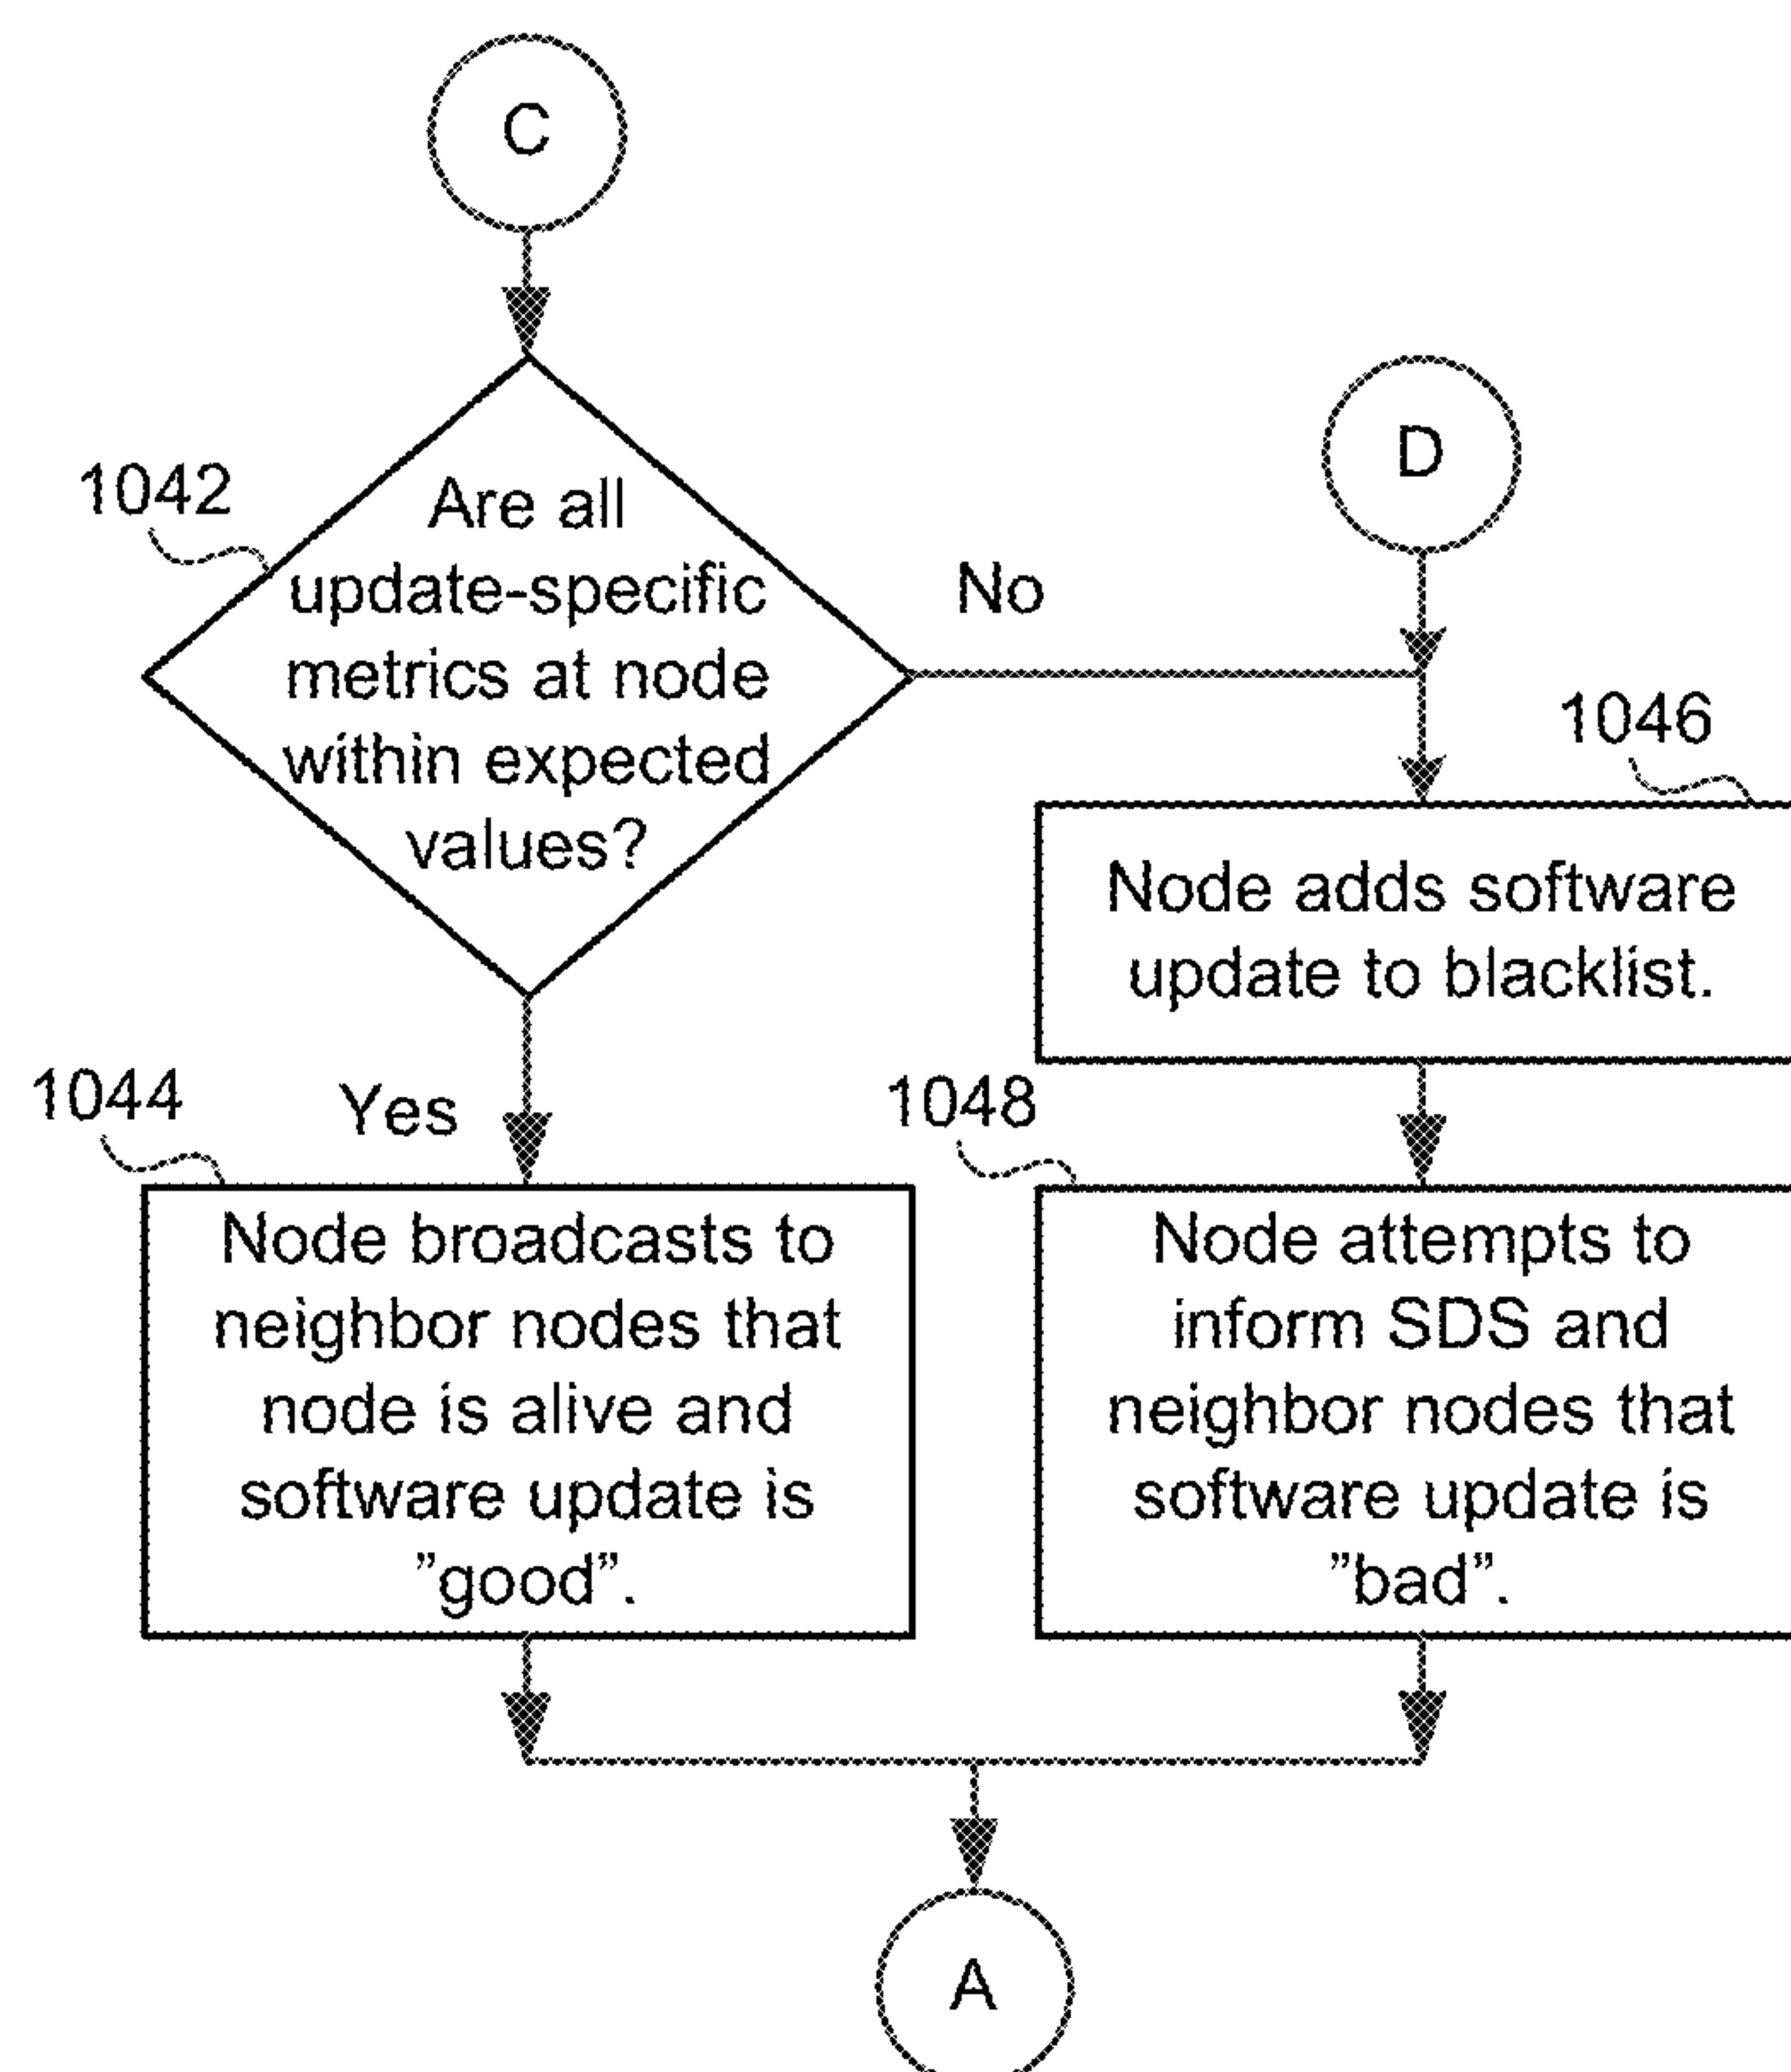 C
1042
Are all
update-specific
metrics at node
within expected
values?
No
D
1046
Node adds software
update to blacklist.
1044
Yes
Node broadcasts to
neighbor nodes that
node is alive and
software update is
”good”.
1048
Node attempts to
inform SDS and
neighbor nodes that
software update is
”bad”.
A